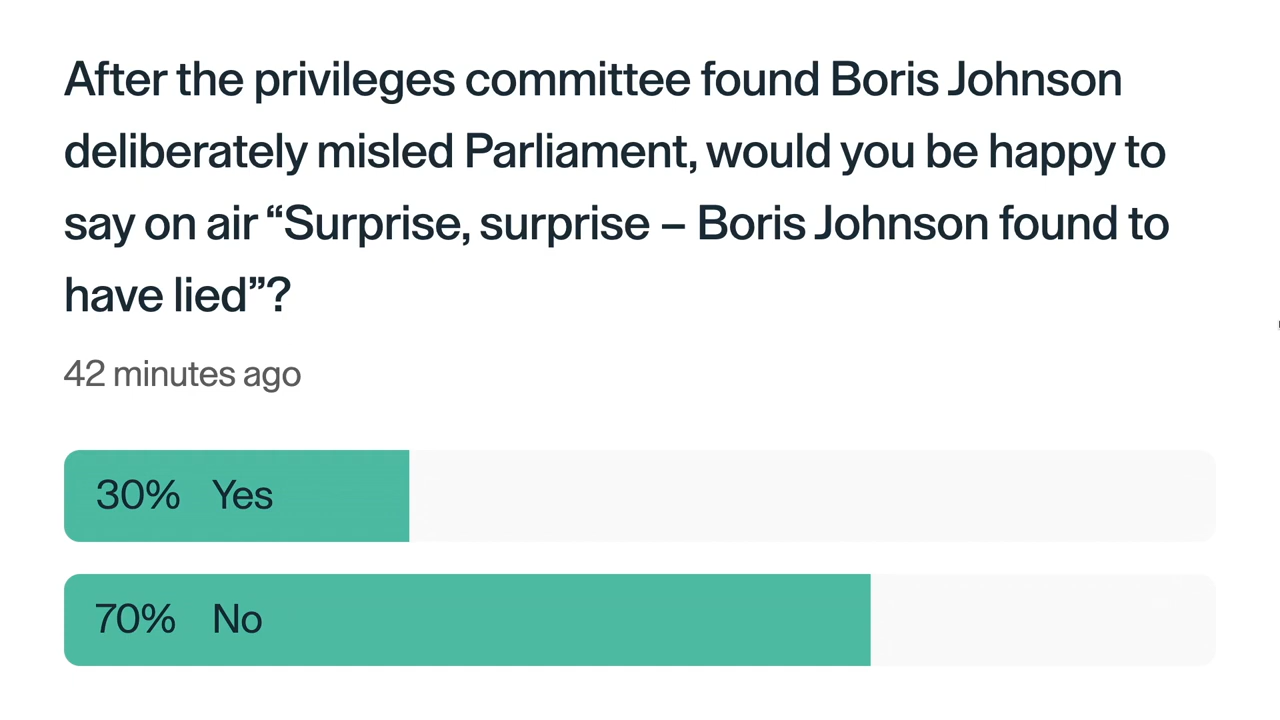 After the privileges committee found Boris Johnson
deliberately misled Parliament, would you be happy to
say on air “Surprise, surprise – Boris Johnson found to
have lied”?
42 minutes ago
30% Yes
70% No